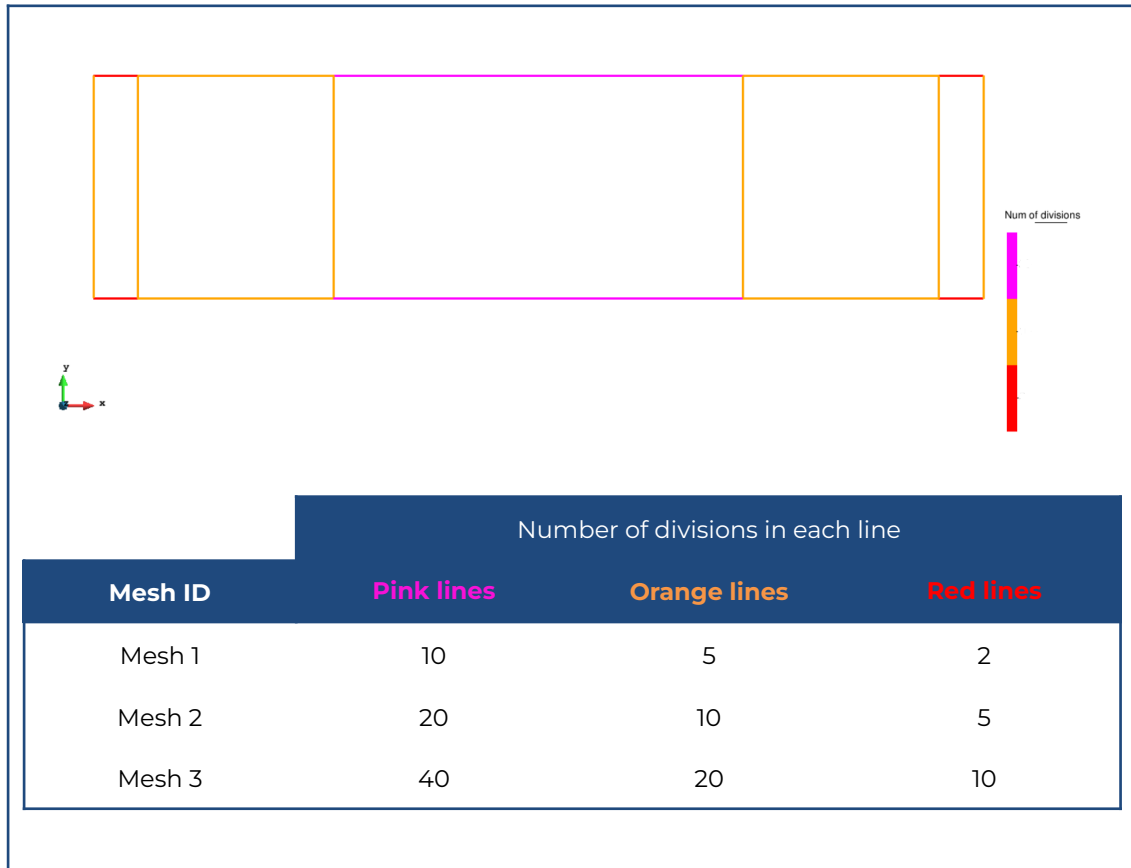 Num of divisions
y
x
Number of divisions in each line
Mesh ID Pink lines Orange lines Red lines
Mesh 1 10 5 2
Mesh 2 20 10 5
Mesh 3 40 20 10